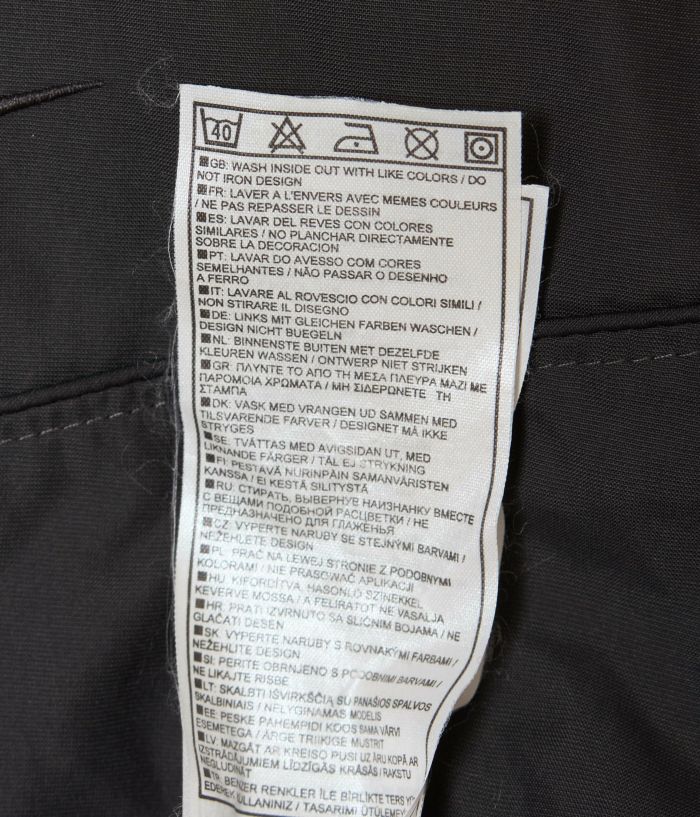 40
GB: WASH INSIDE OUT WITH LIKE COLORS / DO
NOT IRON DESIGN
FR: LAVER A L'ENVERS AVEC MEMES COULEURS
/ NE PAS REPASSER LE DESSIN
ES: LAVAR DEL REVES CON COLORES
SIMILARES / NO PLANCHAR DIRECTAMENTE
SOBRE LA DECORACION
PT: LAVAR DO AVESSO COM CORES
SEMELHANTES / NÃO PASSAR O DESENHO
A FERRO
IT: LAVARE AL ROVESCIO CON COLORI SIMILI /
NON STIRARE IL DISEGNO
DE: LINKS MIT GLEICHEN FARBEN WASCHEN /
DESIGN NICHT BUEGELN
NL: BINNENSTE BUITEN MET DEZELFDE
KLEUREN WASSEN / ONTWERP NIET STRIJKEN
GR: ΠΛΥΝΤΕ ΤΟ ΑΠΟ ΤΗ ΜΕΣΑ ΠΛΕΥΡΑ ΜΑΖΙ ΜΕ
ΠΑΡΟΜΟΙΑ ΧΡΩΜΑΤΑ / ΜΗ ΣΙΔΕΡΩΝΕΤΕ ΤΗ
ΣΤΑΜΠΑ
DK: VASK MED VRANGEN UD SAMMEN MED
TILSVARENDE FARVER / DESIGNET MÅ IKKE
STRYGES
SE: TVÄTTAS MED AVIGSIDAN UT, MED
LIKNANDE FÄRGER / TÅL EJ STRYKNING
FI: PESTAVÄ NURINPÄIN SAMANVÄRISTEN
KANSSA / EI KESTÄ SILITYSTÄ
RU: СТИРАТЬ, ВЫВЕРНУВ НАИЗНАНКУ ВМЕСТЕ
С ВЕЩАМИ ПОДОБНОЙ РАСЦВЕТКИ / НЕ
ПРЕДНАЗНАЧЕНО ДЛЯ ГЛАЖЕНЬЯ
CZ: VYPERTE NARUBY SE STEJNÝMI BARVAMI /
NEŽEHLETE DESIGN
PL: PRAĆ NA LEWEJ STRONIE Z PODOBNYMI
KOLORAMI / NIE PRASOWAĆ APLIKACJI
HU: KIFORDÍTVA, HASONLÓ SZÍNEKKEL
KEVERVE MOSSA / A FELIRATOT NE VASALJA
HR: PRATI IZVRNUTO SA SLIČNIM BOJAMA / NE
GLAČATI DESEN
SK: VYPERTE NARUBY S ROVNAKÝMI FARBAMI /
NEŽEHLITE DESIGN
SI: PERITE OBRNJENO S PODOBNIMI BARVAMI /
NE LIKAJTE RISBE
LT: SKALBTI IŠVIRKŠČIĄ SU PANAŠIOS SPALVOS
SKALBINIAIS / NELYGINAMAS MODELIS
EE: PESKE PAHEMPIDI KOOS SAMA VÄRVI
ESEMETEGA / ÄRGE TRIIKIGE MUSTRIT
LV: MAZGĀT AR KREISO PUSI UZ ĀRU KOPĀ AR
IZSTRĀDĀJUMIEM LĪDZĪGĀS KRĀSĀS / RAKSTU
NEGLUDINĀT
TR: BENZER RENKLER İLE BİRLİKTE TERS
KULLANINIZ / TASARIMI ÜTÜLEMEY